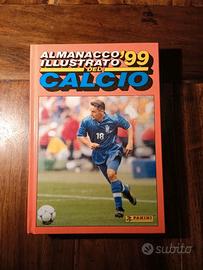 ALMANACCO
ILLUSTRATO '99
DEL
CALCIO
18
PANINI
subito